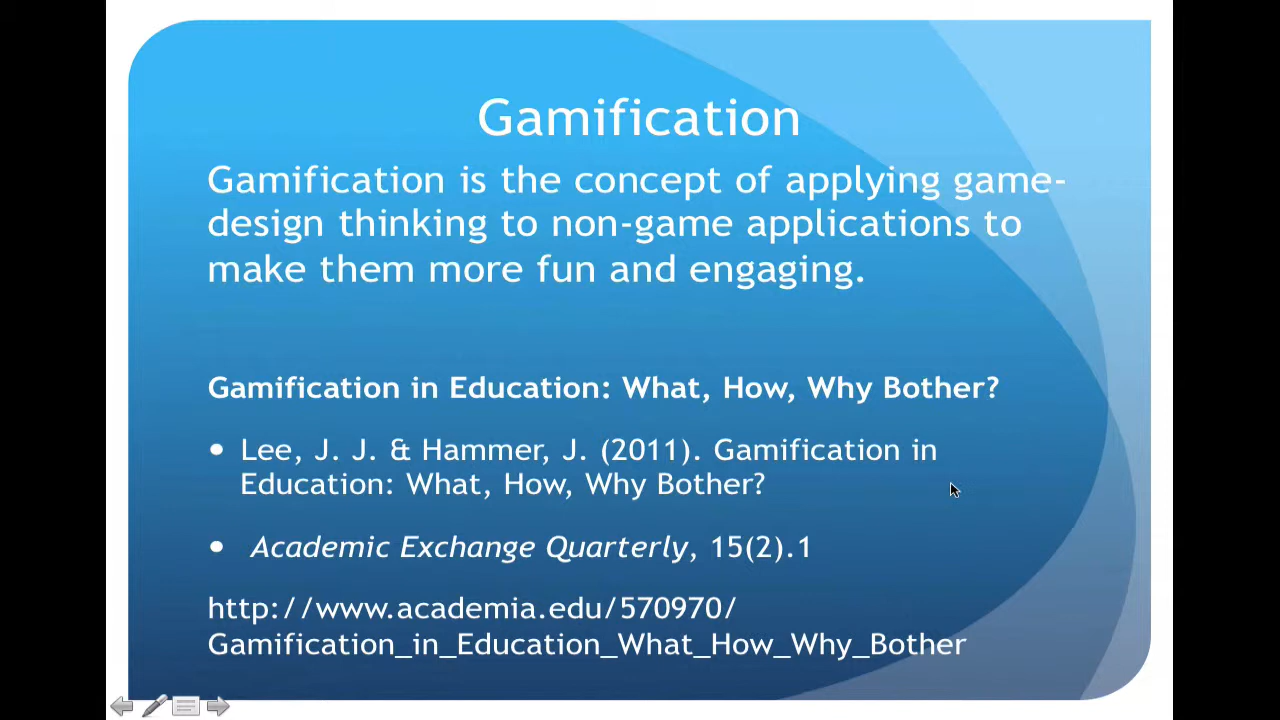 Gamification
Gamification is the concept of applying game-
design thinking to non-game applications to
make them more fun and engaging.
Gamification in Education: What, How, Why Bother?
• Lee, J. J. & Hammer, J. (2011). Gamification in
Education: What, How, Why Bother?
• Academic Exchange Quarterly, 15(2).1
http://www.academia.edu/570970/
Gamification_in_Education_What_How_Why_Bother